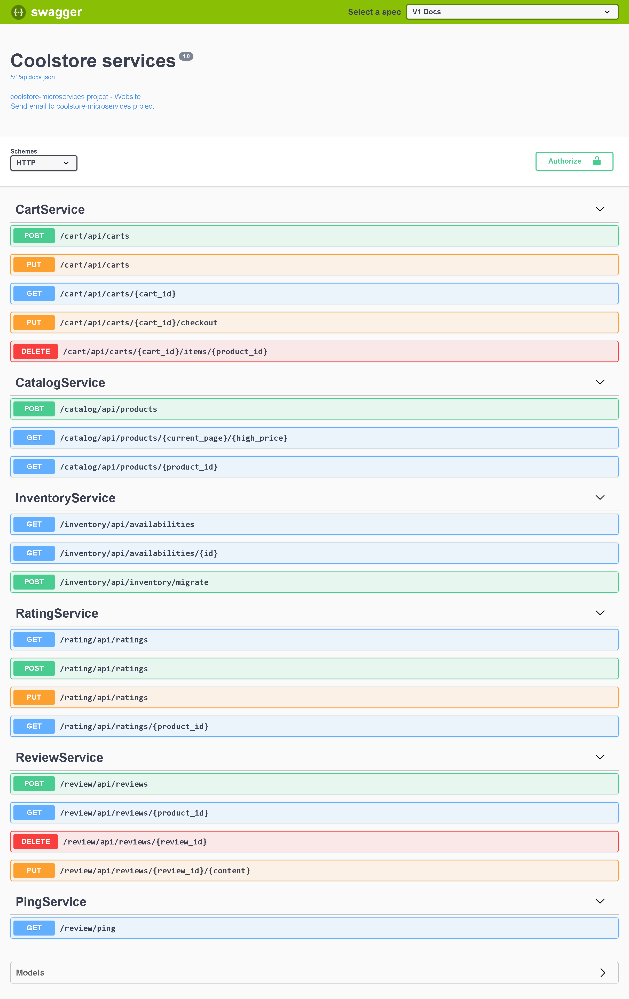 swagger
Select a spec V1 Docs
Coolstore services 1.0
/v1/apidocs.json
coolstore-microservices project - Website
Send email to coolstore-microservices project
Schemes
HTTP
Authorize
CartService
POST /cart/api/carts
PUT /cart/api/carts
GET /cart/api/carts/{cart_id}
PUT /cart/api/carts/{cart_id}/checkout
DELETE /cart/api/carts/{cart_id}/items/{product_id}
CatalogService
POST /catalog/api/products
GET /catalog/api/products/{current_page}/{high_price}
GET /catalog/api/products/{product_id}
InventoryService
GET /inventory/api/availabilities
GET /inventory/api/availabilities/{id}
POST /inventory/api/inventory/migrate
RatingService
GET /rating/api/ratings
POST /rating/api/ratings
PUT /rating/api/ratings
GET /rating/api/ratings/{product_id}
ReviewService
POST /review/api/reviews
GET /review/api/reviews/{product_id}
DELETE /review/api/reviews/{review_id}
PUT /review/api/reviews/{review_id}/{content}
PingService
GET /review/ping
Models